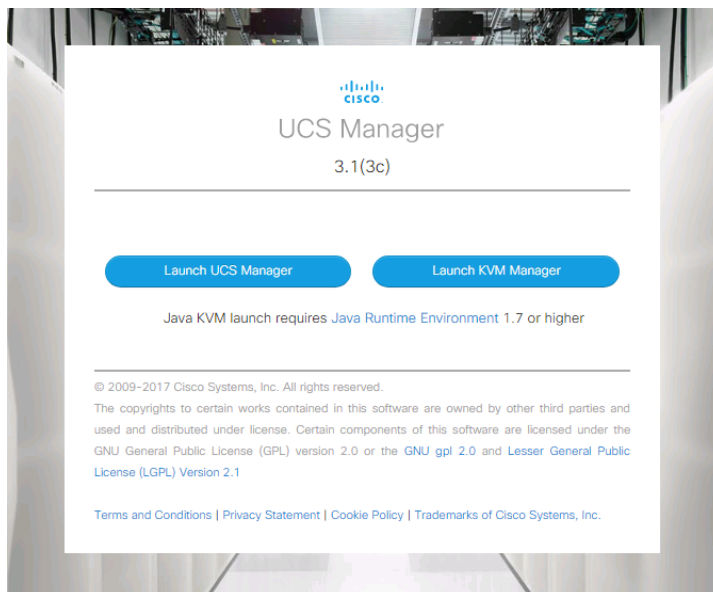 CISCO
UCS Manager
3.1(3c)
Launch UCS Manager
Launch KVM Manager
Java KVM launch requires Java Runtime Environment 1.7 or higher
© 2009-2017 Cisco Systems, Inc. All rights reserved.
The copyrights to certain works contained in this software are owned by other third parties and
used and distributed under license. Certain components of this software are licensed under the
GNU General Public License (GPL) version 2.0 or the GNU gpl 2.0 and Lesser General Public
License (LGPL) Version 2.1
Terms and Conditions | Privacy Statement | Cookie Policy | Trademarks of Cisco Systems, Inc.